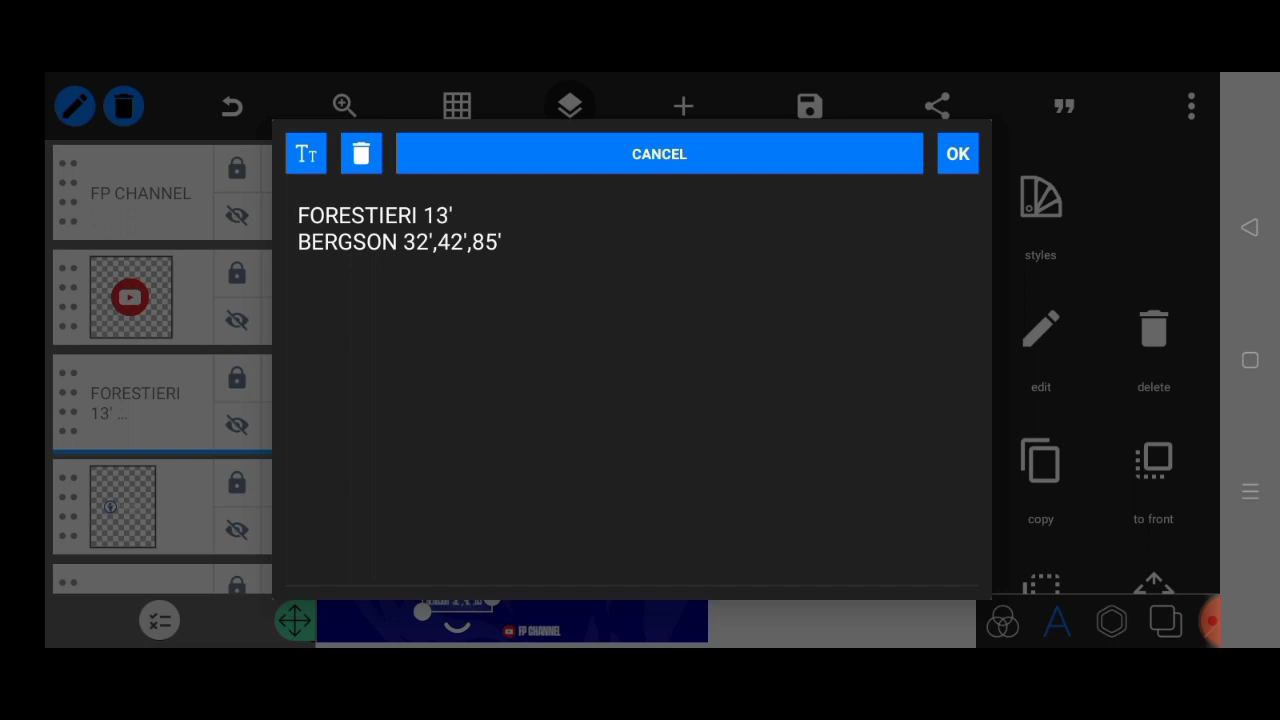 CANCEL
OK
FORESTIERI 13'
BERGSON 32',42',85'
FP CHANNEL
FORESTIERI
13' ...
styles
edit
delete
copy
to front
FP CHANNEL